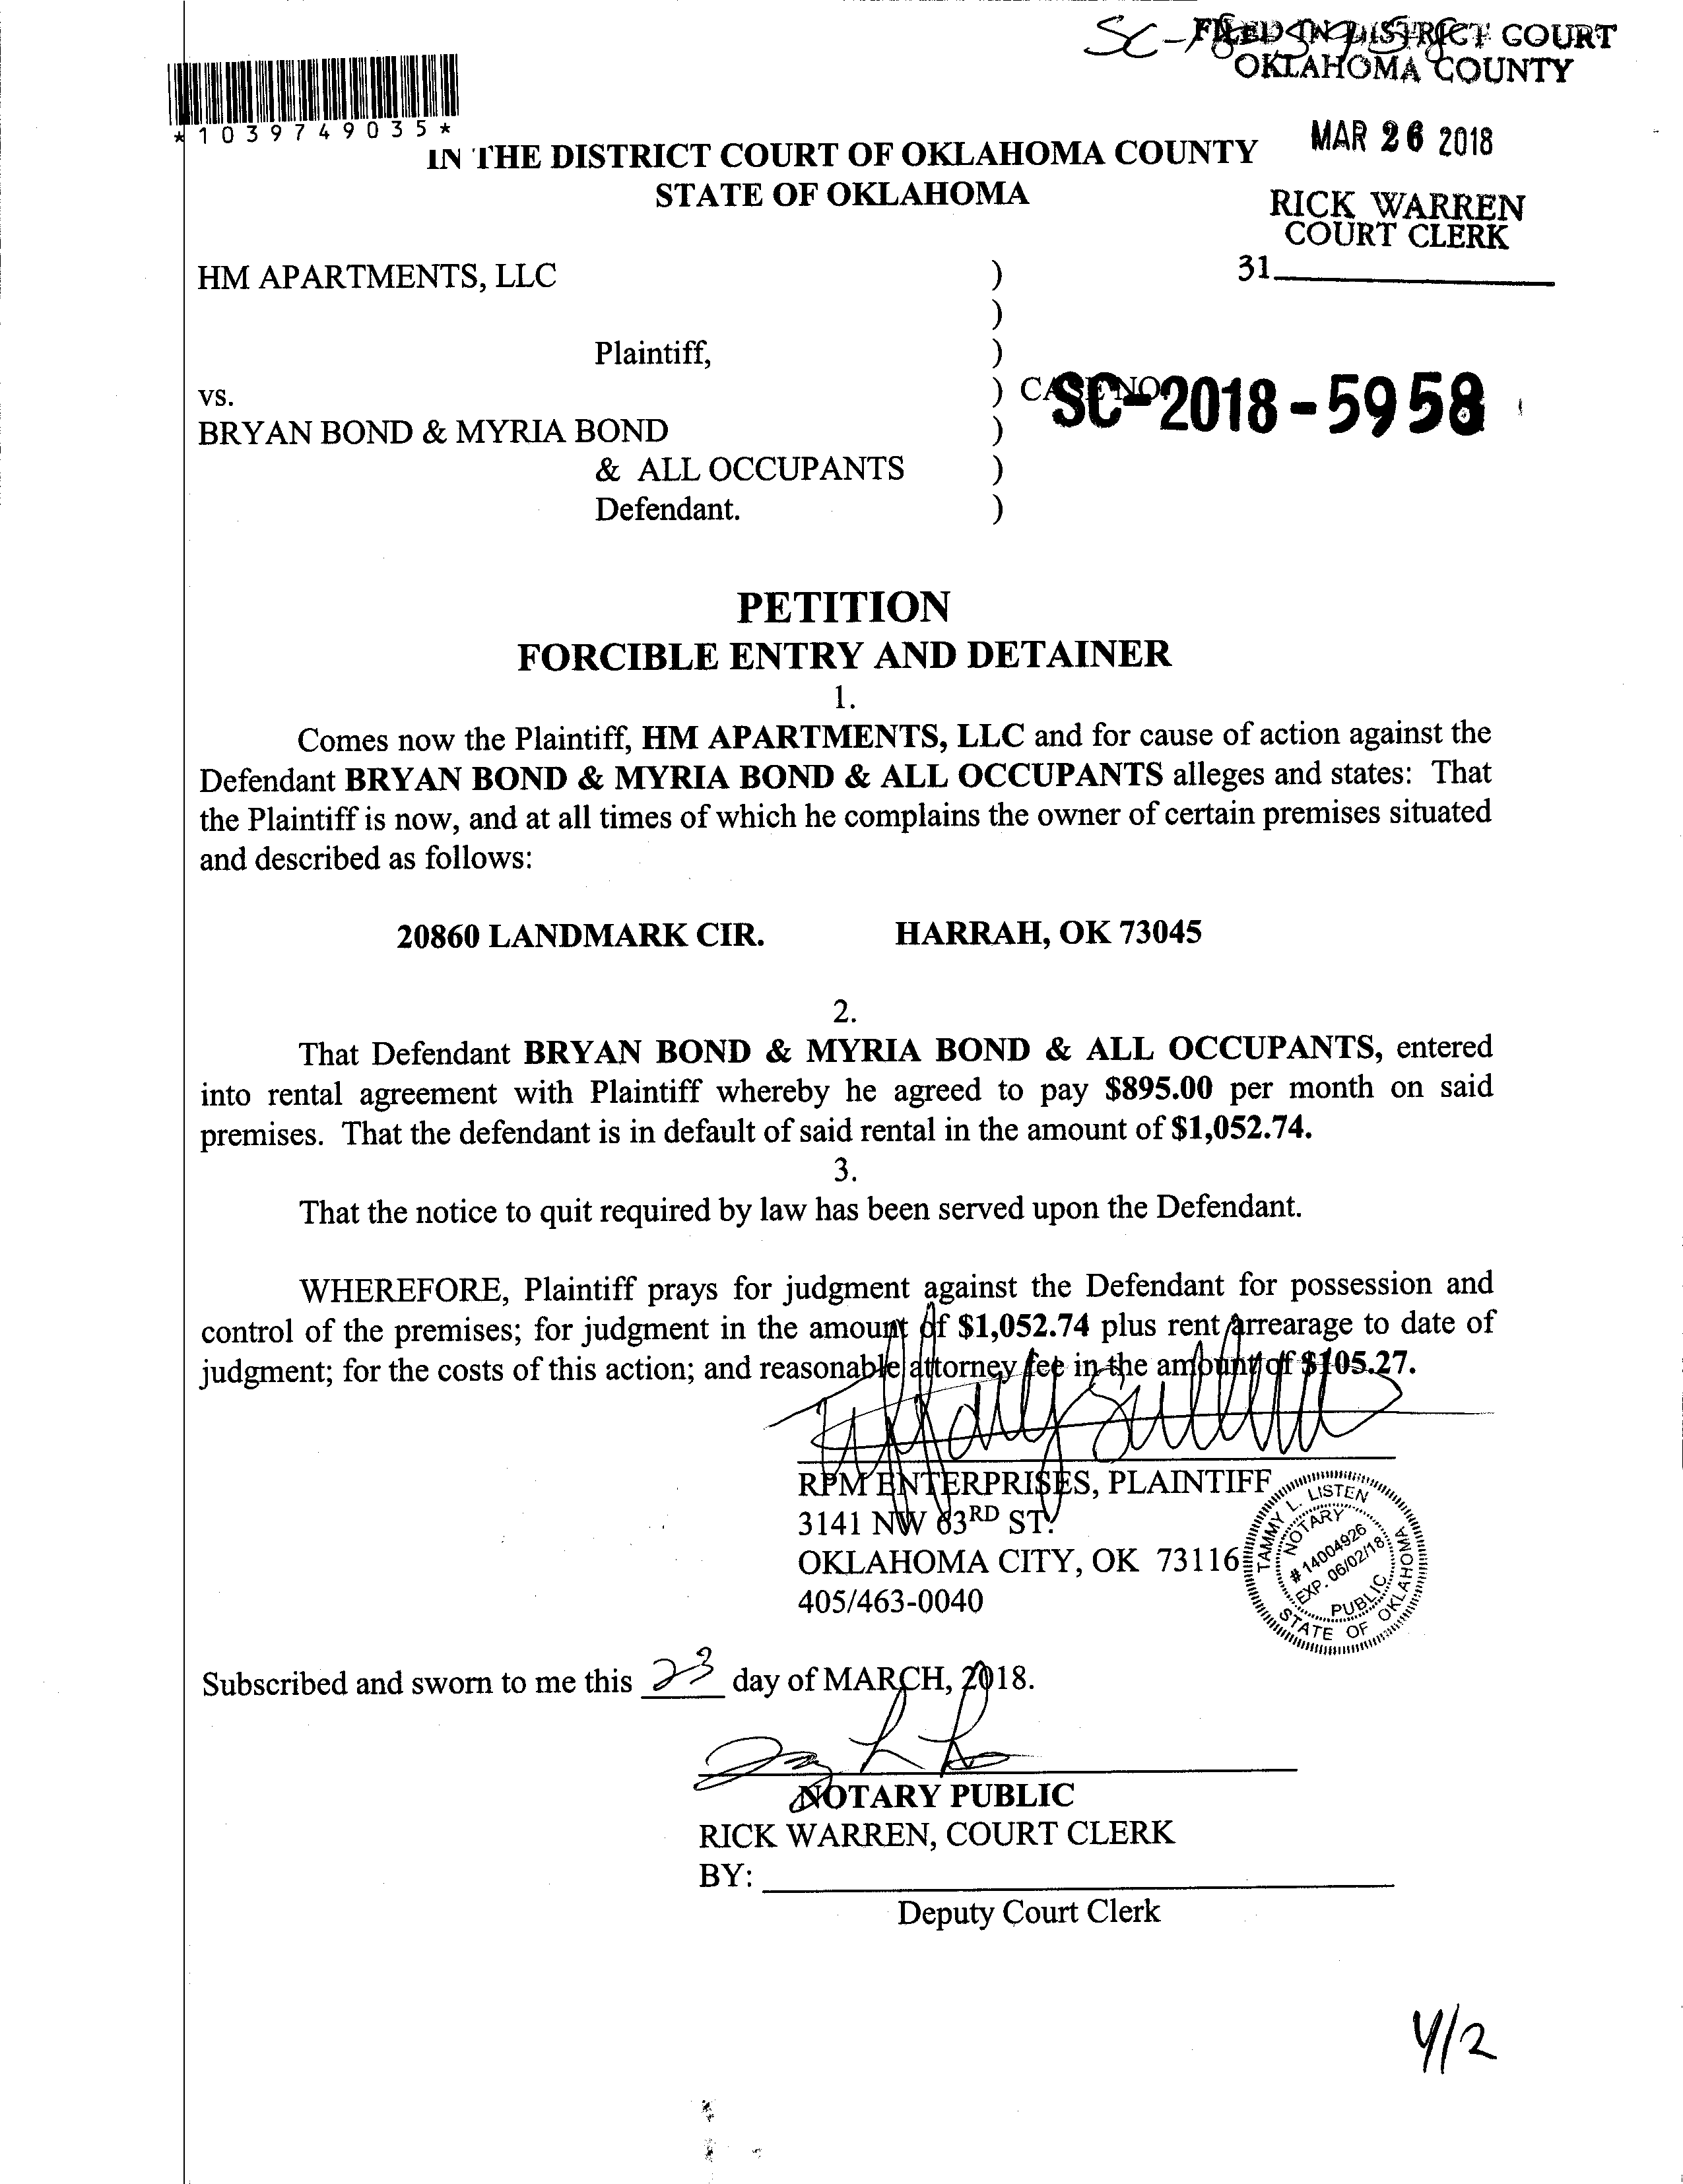 SC-18
FILED IN DISTRICT COURT
OKLAHOMA COUNTY
*1039749035*
MAR 26 2018
IN THE DISTRICT COURT OF OKLAHOMA COUNTY
STATE OF OKLAHOMA
RICK WARREN
COURT CLERK
31
HM APARTMENTS, LLC )
)
Plaintiff, )
vs. ) CASE NO.
SC-2018-5958
BRYAN BOND & MYRIA BOND )
& ALL OCCUPANTS )
Defendant. )
PETITION
FORCIBLE ENTRY AND DETAINER
1.
Comes now the Plaintiff, HM APARTMENTS, LLC and for cause of action against the
Defendant BRYAN BOND & MYRIA BOND & ALL OCCUPANTS alleges and states: That
the Plaintiff is now, and at all times of which he complains the owner of certain premises situated
and described as follows:
20860 LANDMARK CIR. HARRAH, OK 73045
2.
That Defendant BRYAN BOND & MYRIA BOND & ALL OCCUPANTS, entered
into rental agreement with Plaintiff whereby he agreed to pay $895.00 per month on said
premises. That the defendant is in default of said rental in the amount of $1,052.74.
3.
That the notice to quit required by law has been served upon the Defendant.
WHEREFORE, Plaintiff prays for judgment against the Defendant for possession and
control of the premises; for judgment in the amount of $1,052.74 plus rent arrearage to date of
judgment; for the costs of this action; and reasonable attorney fee in the amount of $105.27.
RPM ENTERPRISES, PLAINTIFF
3141 NW 63RD ST.
OKLAHOMA CITY, OK 73116
405/463-0040
TAMMY L. LISTEN
NOTARY
# 14004926
EXP. 06/02/18
PUBLIC
STATE OF OKLAHOMA
Subscribed and sworn to me this 23 day of MARCH, 2018.
NOTARY PUBLIC
RICK WARREN, COURT CLERK
BY:
Deputy Court Clerk
4/2